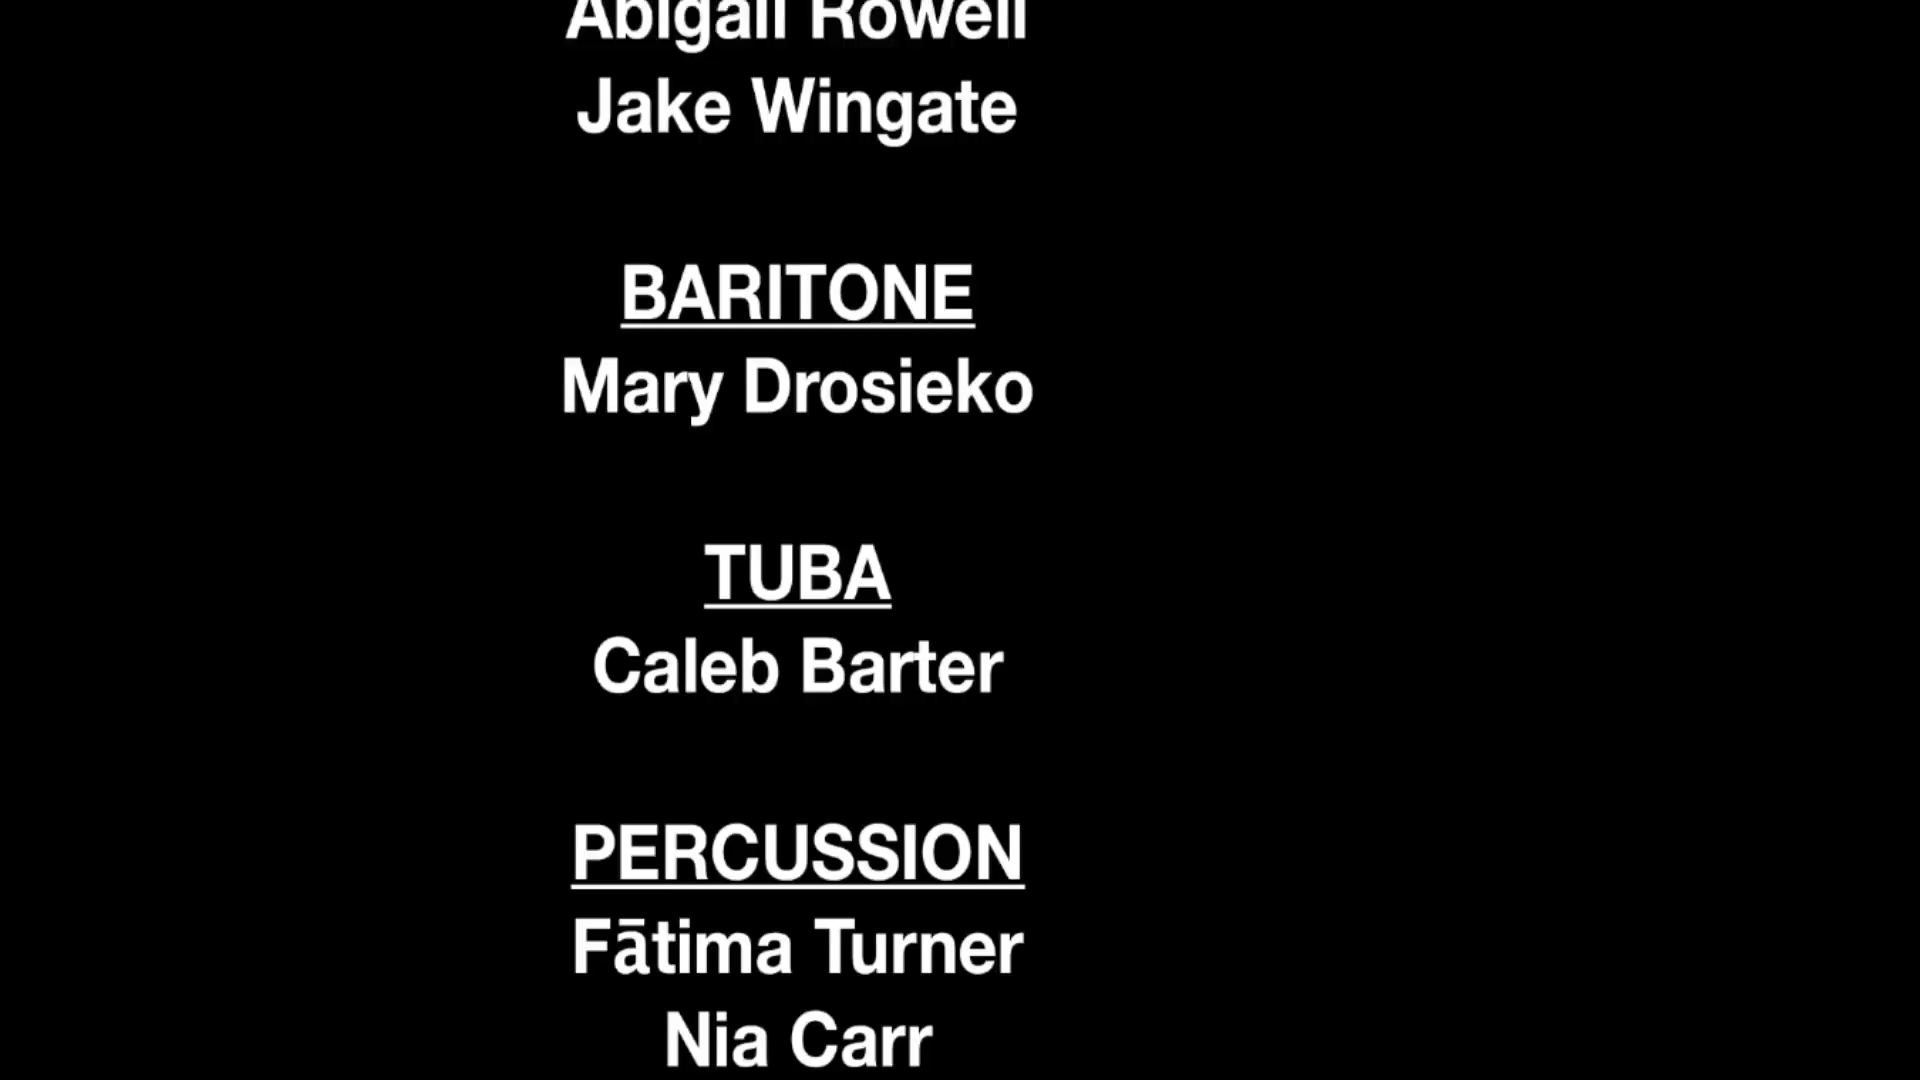 Abigail Rowell
Jake Wingate
BARITONE
Mary Drosieko
TUBA
Caleb Barter
PERCUSSION
Fātima Turner
Nia Carr